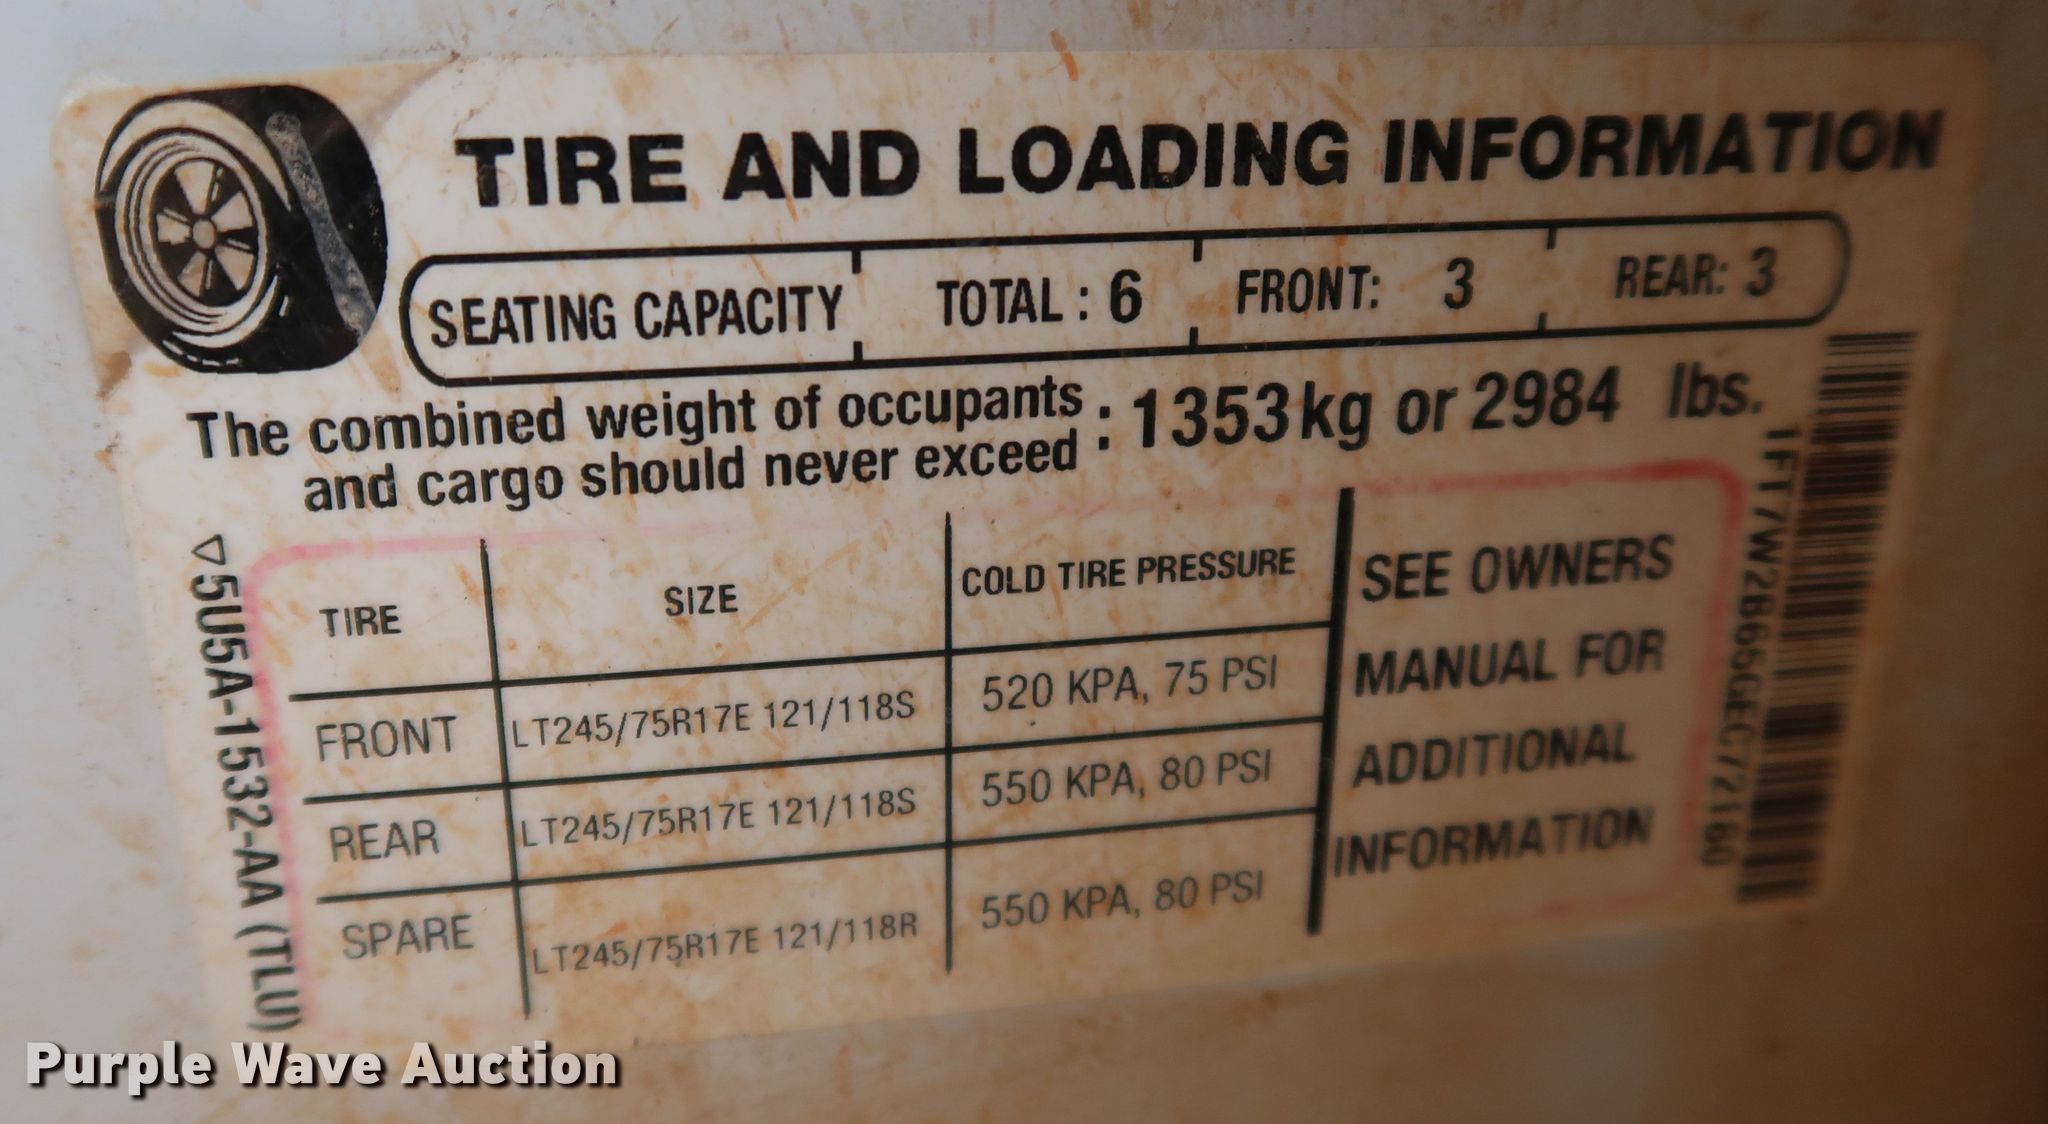 TIRE AND LOADING INFORMATION
SEATING CAPACITY TOTAL : 6 FRONT: 3 REAR: 3
The combined weight of occupants
and cargo should never exceed : 1353 kg or 2984 lbs.
TIRE SIZE COLD TIRE PRESSURE
FRONT LT245/75R17E 121/118S 520 KPA, 75 PSI
REAR LT245/75R17E 121/118S 550 KPA, 80 PSI
SPARE LT245/75R17E 121/118R 550 KPA, 80 PSI
SEE OWNERS
MANUAL FOR
ADDITIONAL
INFORMATION
5U5A-1532-AA (TLU)
1FT7W2B65GEC72180
Purple Wave Auction